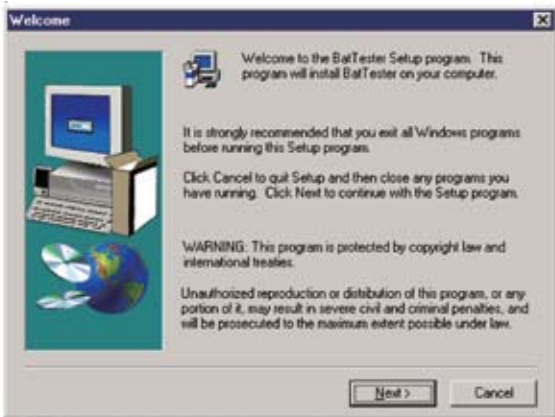 Welcome
Welcome to the BatTester Setup program. This
program will install BatTester on your computer.
It is strongly recommended that you exit all Windows programs
before running this Setup program.
Click Cancel to quit Setup and then close any programs you
have running. Click Next to continue with the Setup program.
WARNING: This program is protected by copyright law and
international treaties.
Unauthorized reproduction or distribution of this program, or any
portion of it, may result in severe civil and criminal penalties, and
will be prosecuted to the maximum extent possible under law.
Next >
Cancel